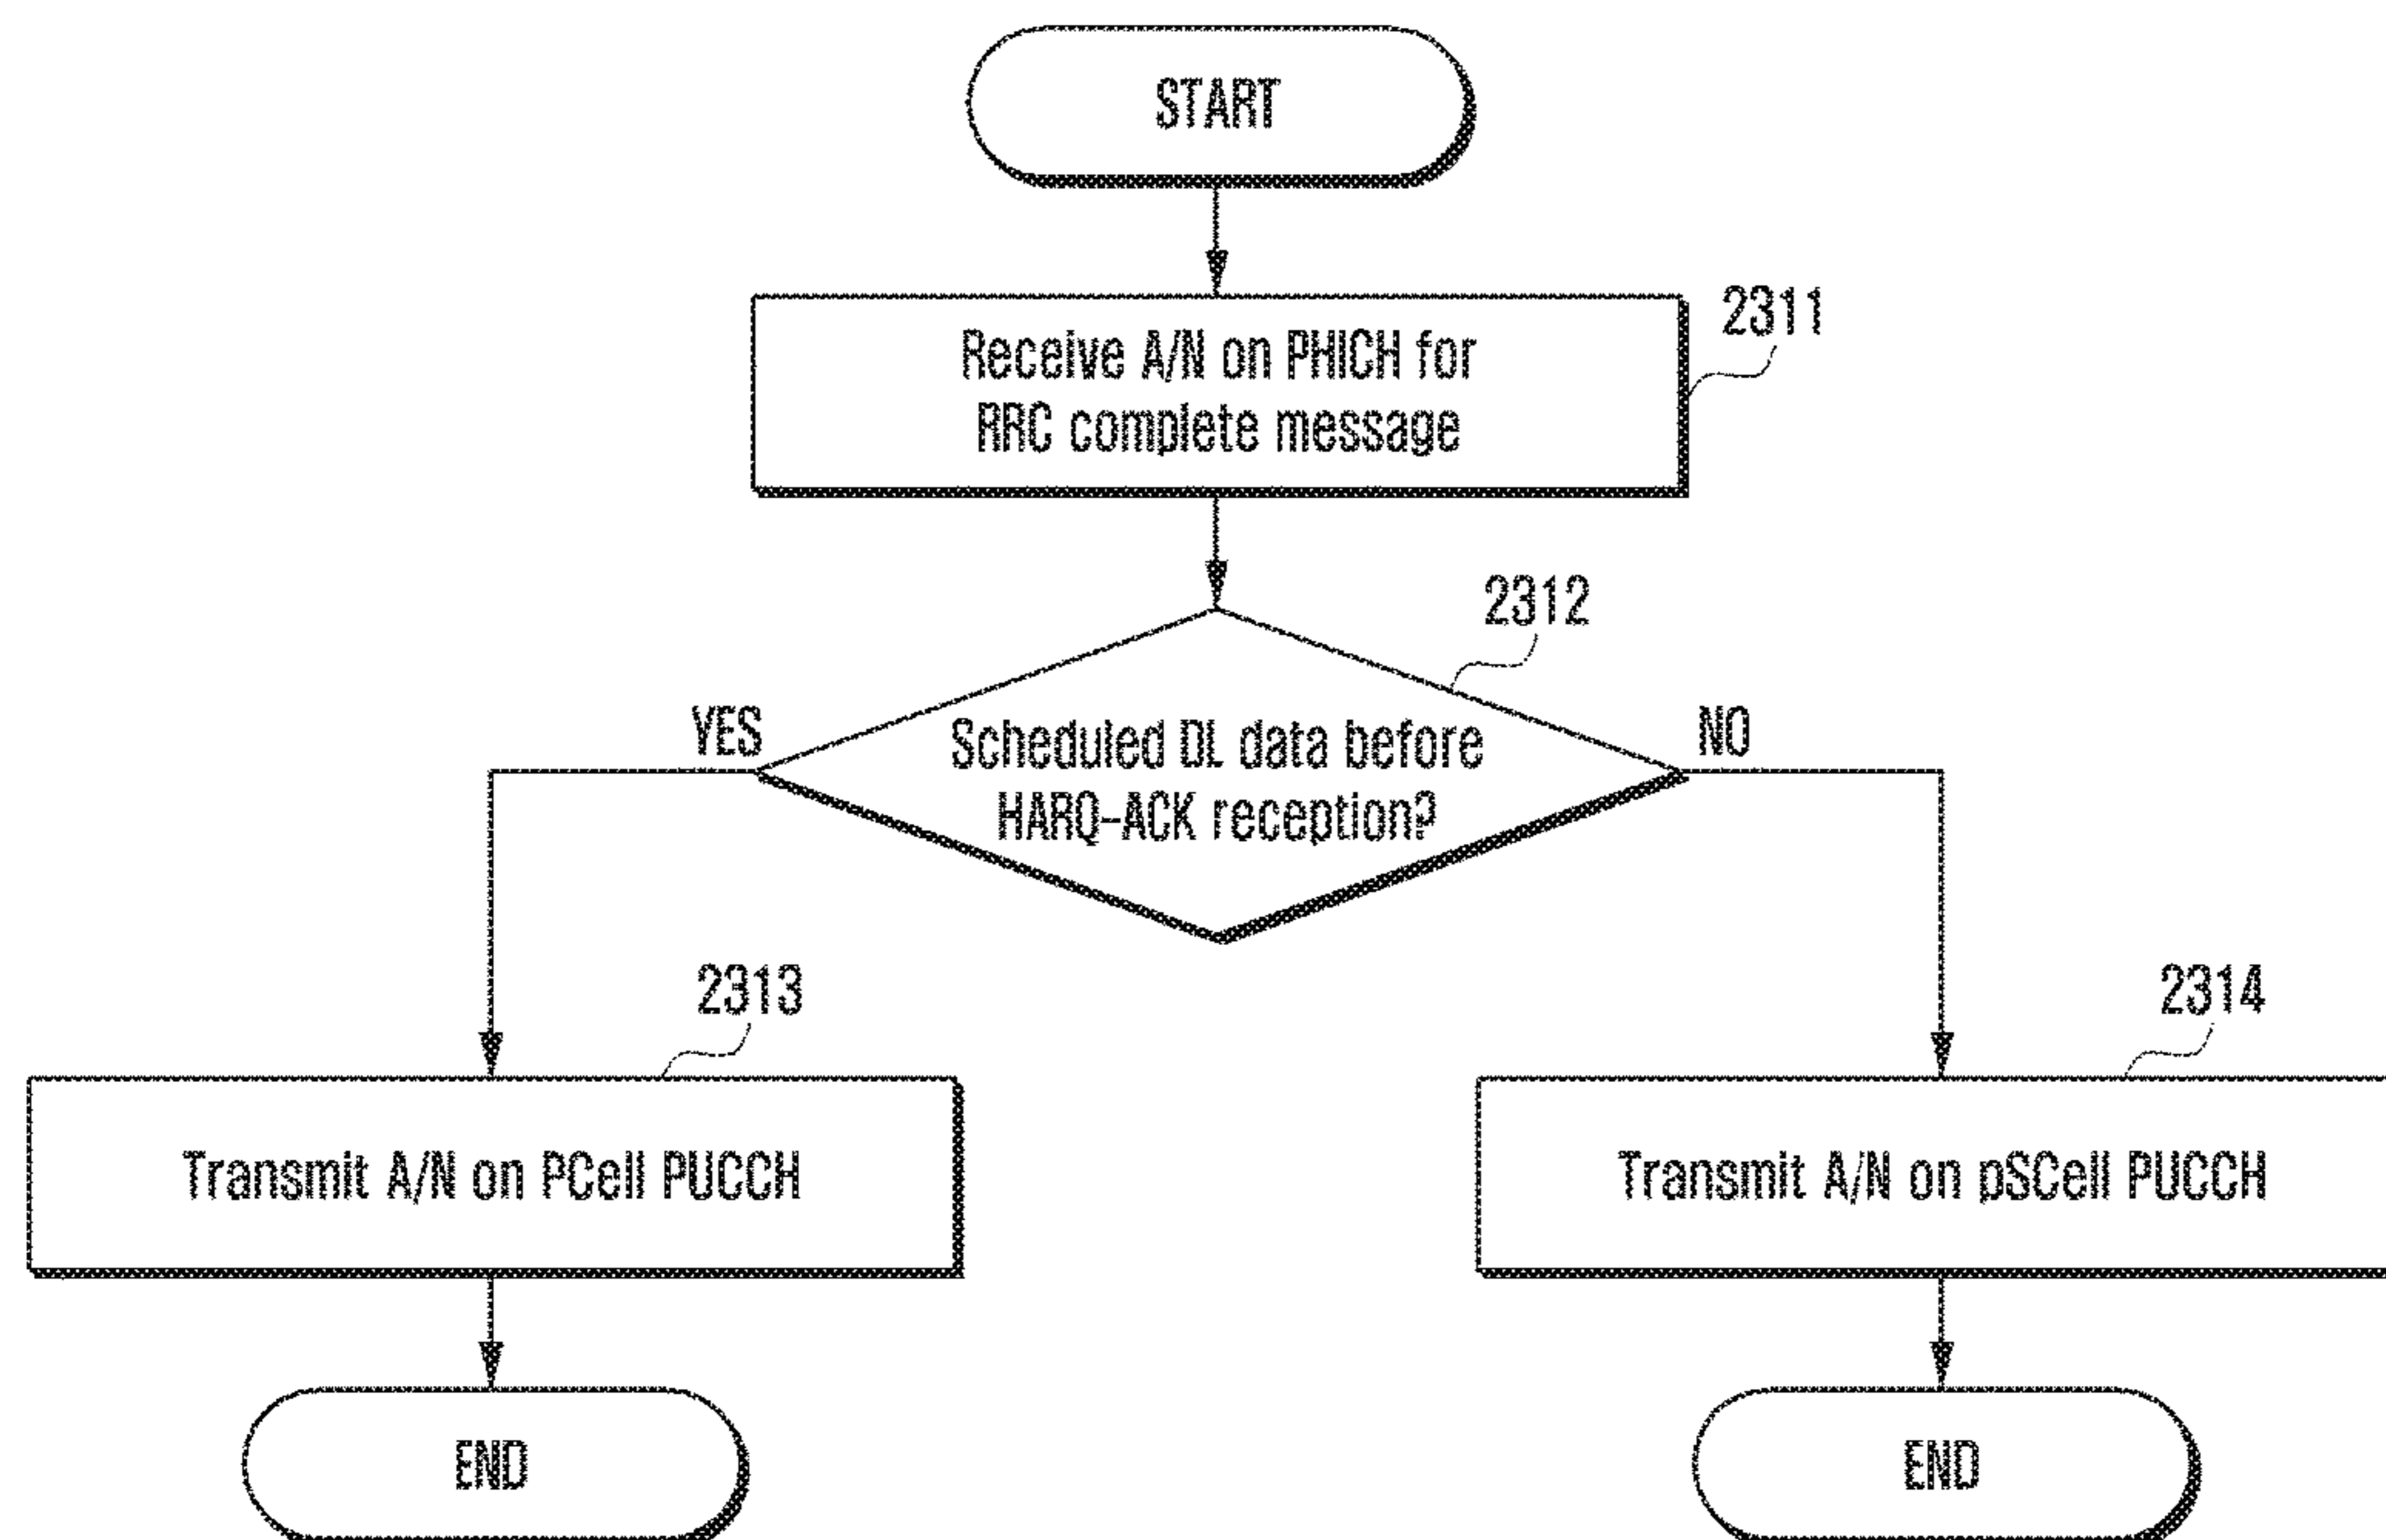 START
Receive A/N on PHICH for
RRC complete message
2311
2312
Scheduled DL data before
HARQ-ACK reception?
YES
NO
2313
Transmit A/N on PCell PUCCH
2314
Transmit A/N on pSCell PUCCH
END
END